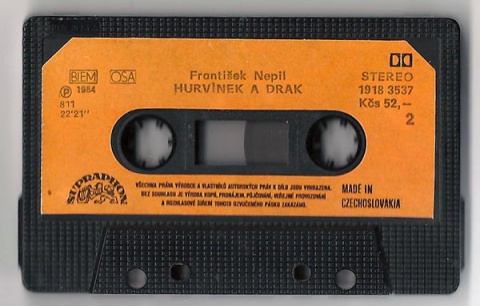 BIEM OSA
℗ 1984
811
22'21"
František Nepil
HURVÍNEK A DRAK
STEREO
1918 3537
Kčs 52,—
2
SUPRAPHON
VŠECHNA PRÁVA VÝROBCE A VLASTNÍKŮ AUTORSKÝCH PRÁV K DÍLU JSOU VYHRAZENA.
BEZ SOUHLASU JE VÝROBA KOPIÍ, PRONÁJEM, PŮJČOVÁNÍ, VEŘEJNÉ PROVOZOVÁNÍ
A ROZHLASOVÉ ŠÍŘENÍ TOHOTO OZVUČENÉHO PÁSKU ZAKÁZÁNO.
MADE IN
CZECHOSLOVAKIA